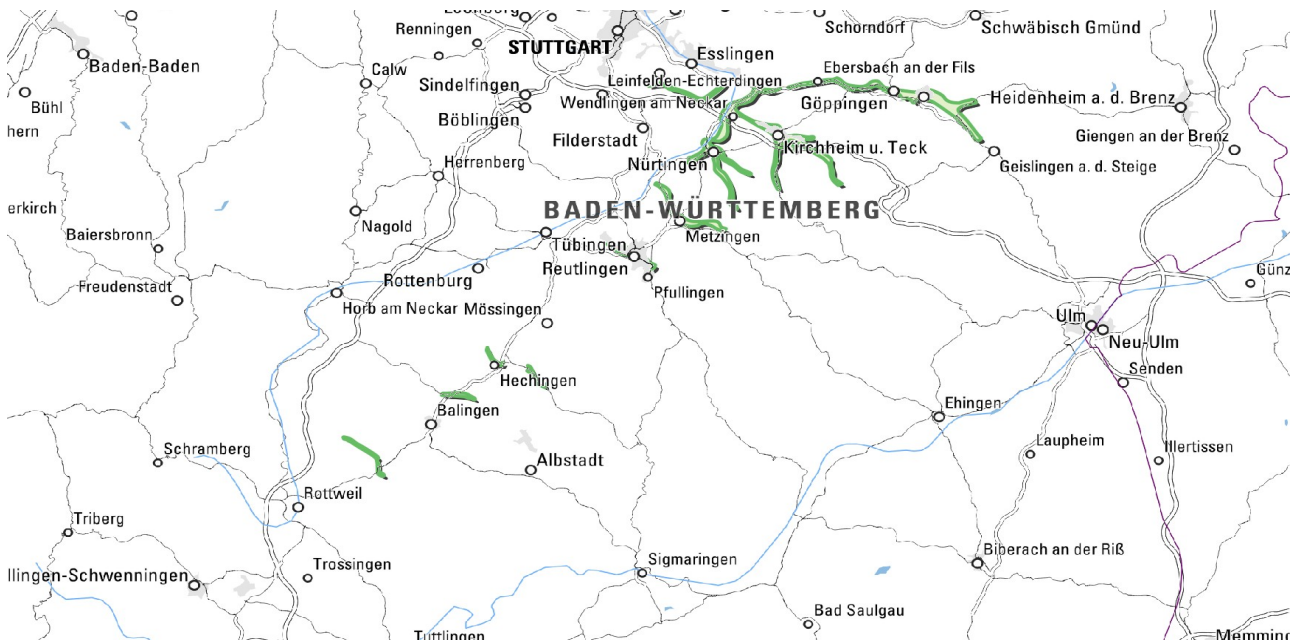 Renningen
STUTTGART
Schorndorf
Schwäbisch Gmünd
Baden-Baden
Calw
Esslingen
Ebersbach an der Fils
Leinfelden-Echterdingen
Sindelfingen
Wendlingen am Neckar
Göppingen
Heidenheim a. d. Brenz
Bühl
Böblingen
hern
Filderstadt
Giengen an der Brenz
Kirchheim u. Teck
Herrenberg
Nürtingen
Geislingen a. d. Steige
erkirch
BADEN-WÜRTTEMBERG
Nagold
Baiersbronn
Metzingen
Tübingen
Reutlingen
Günz
Freudenstadt
Rottenburg
Pfullingen
Horb am Neckar
Mössingen
Ulm
Neu-Ulm
Senden
Hechingen
Ehingen
Balingen
Laupheim
Schramberg
Illertissen
Albstadt
Rottweil
Triberg
Biberach an der Riß
Sigmaringen
Trossingen
llingen-Schwenningen
Bad Saulgau
Tuttlingen
Memming